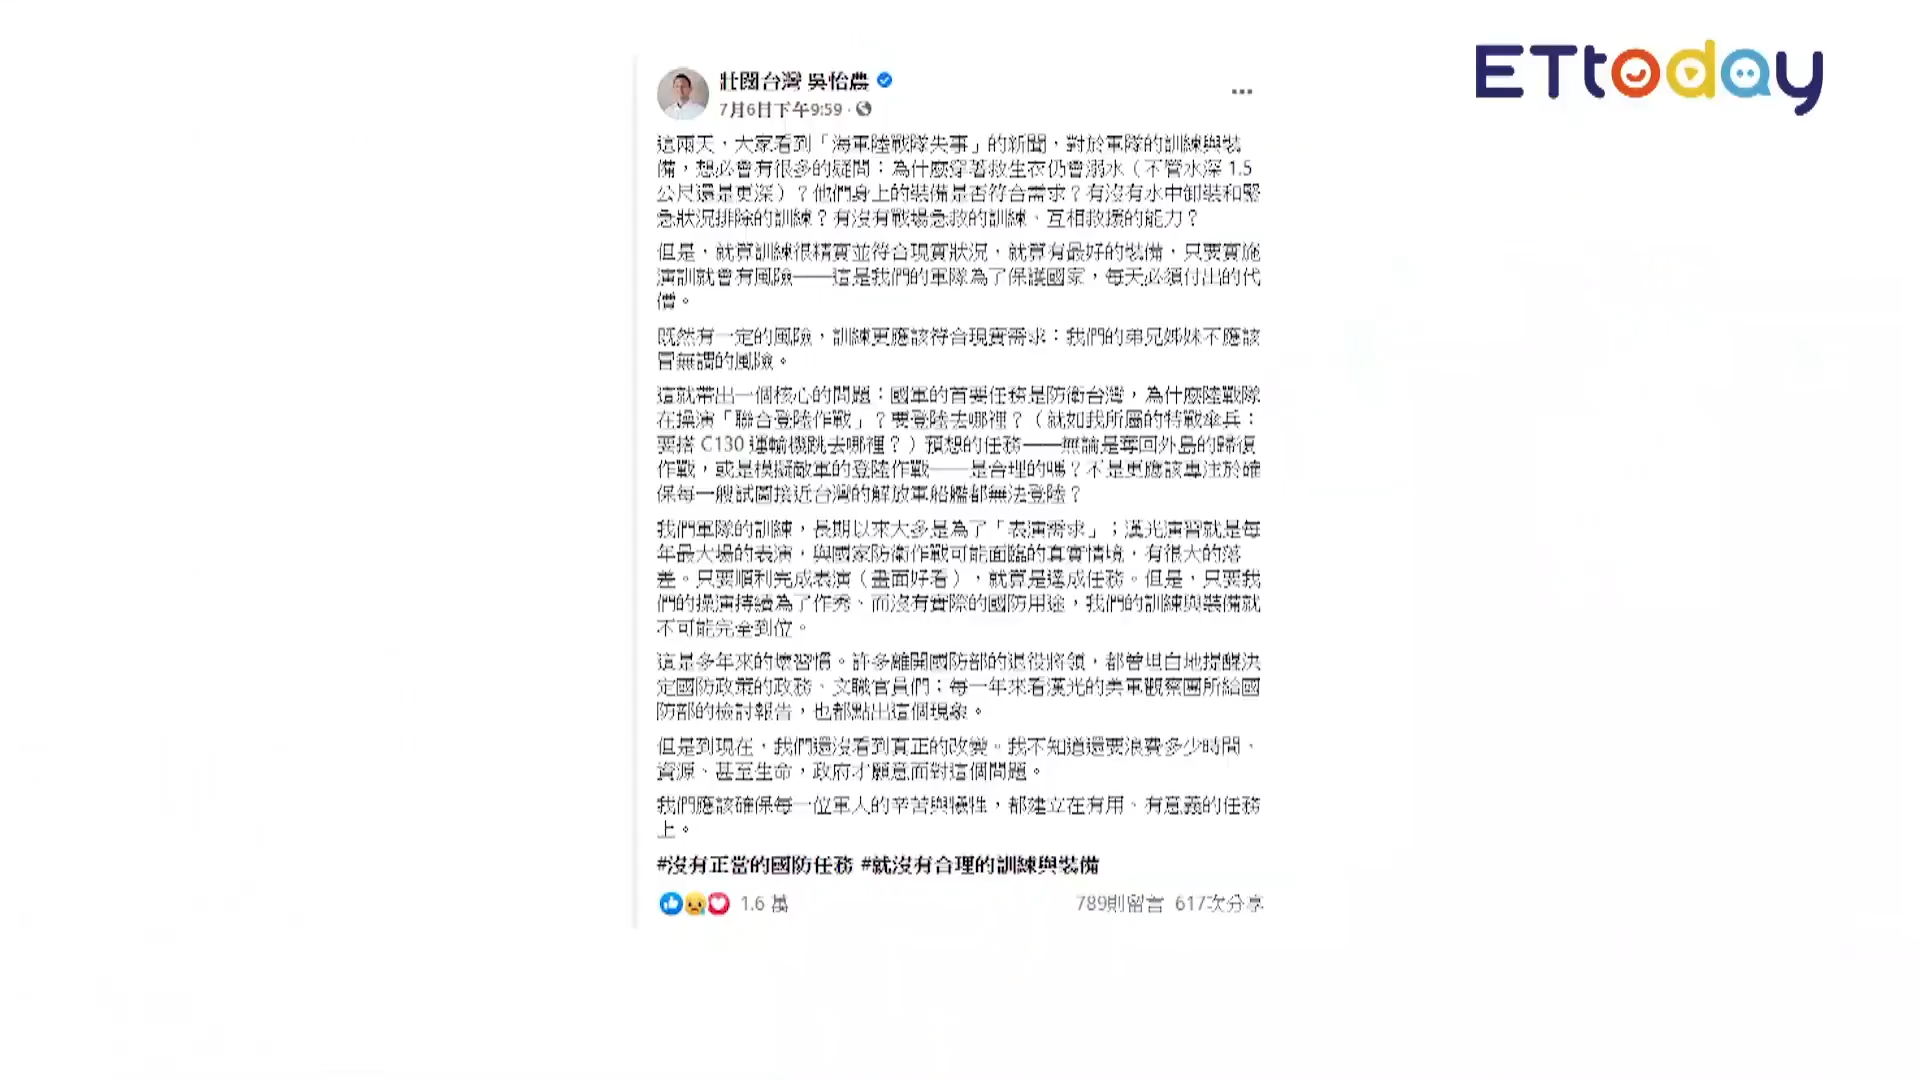 ETtoday
壯闊台灣 吳怡農
7月6日下午9:59 ·
這兩天，大家看到「海軍陸戰隊失事」的新聞，對於軍隊的訓練與裝
備，想必會有很多的疑問：為什麼穿著救生衣仍會溺水（不管水深 1.5
公尺還是更深）？他們身上的裝備是否符合需求？有沒有水中卸裝和緊
急狀況排除的訓練？有沒有戰場急救的訓練、互相救援的能力？
但是，就算訓練很精實並符合現實狀況，就算有最好的裝備，只要實施
演訓就會有風險——這是我們的軍隊為了保護國家，每天必須付出的代
價。
既然有一定的風險，訓練更應該符合現實需求：我們的弟兄姊妹不應該
冒無謂的風險。
這就帶出一個核心的問題：國軍的首要任務是防衛台灣，為什麼陸戰隊
在操演「聯合登陸作戰」？要登陸去哪裡？（就如我所屬的特戰傘兵：
要搭 C130 運輸機跳去哪裡？）預想的任務——無論是奪回外島的歸復
作戰，或是模擬敵軍的登陸作戰——是合理的嗎？不是更應該專注於確
保每一艘試圖接近台灣的解放軍船艦都無法登陸？
我們軍隊的訓練，長期以來大多是為了「表演需求」；漢光演習就是每
年最大場的表演，與國家防衛作戰可能面臨的真實情境，有很大的落
差。只要順利完成表演（畫面好看），就算是達成任務。但是，只要我
們的操演持續為了作秀、而沒有實際的國防用途，我們的訓練與裝備就
不可能完全到位。
這是多年來的壞習慣。許多離開國防部的退役將領，都曾坦白地提醒決
定國防政策的政務、文職官員們；每一年來看漢光的美軍觀察團所給國
防部的檢討報告，也都點出這個現象。
但是到現在，我們還沒看到真正的改變。我不知道還要浪費多少時間、
資源、甚至生命，政府才願意面對這個問題。
我們應該確保每一位軍人的辛苦與犧牲，都建立在有用、有意義的任務
上。
#沒有正當的國防任務 #就沒有合理的訓練與裝備
1.6 萬
789則留言 617次分享